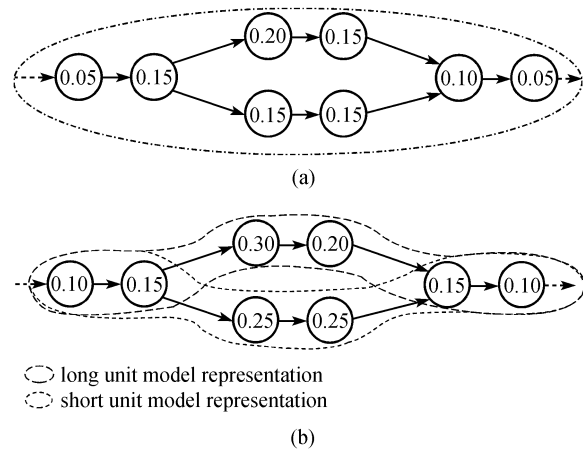 0.20 0.15
0.05 0.15 0.10 0.05
0.15 0.15
(a)
0.30 0.20
0.10 0.15 0.15 0.10
0.25 0.25
long unit model representation
short unit model representation
(b)